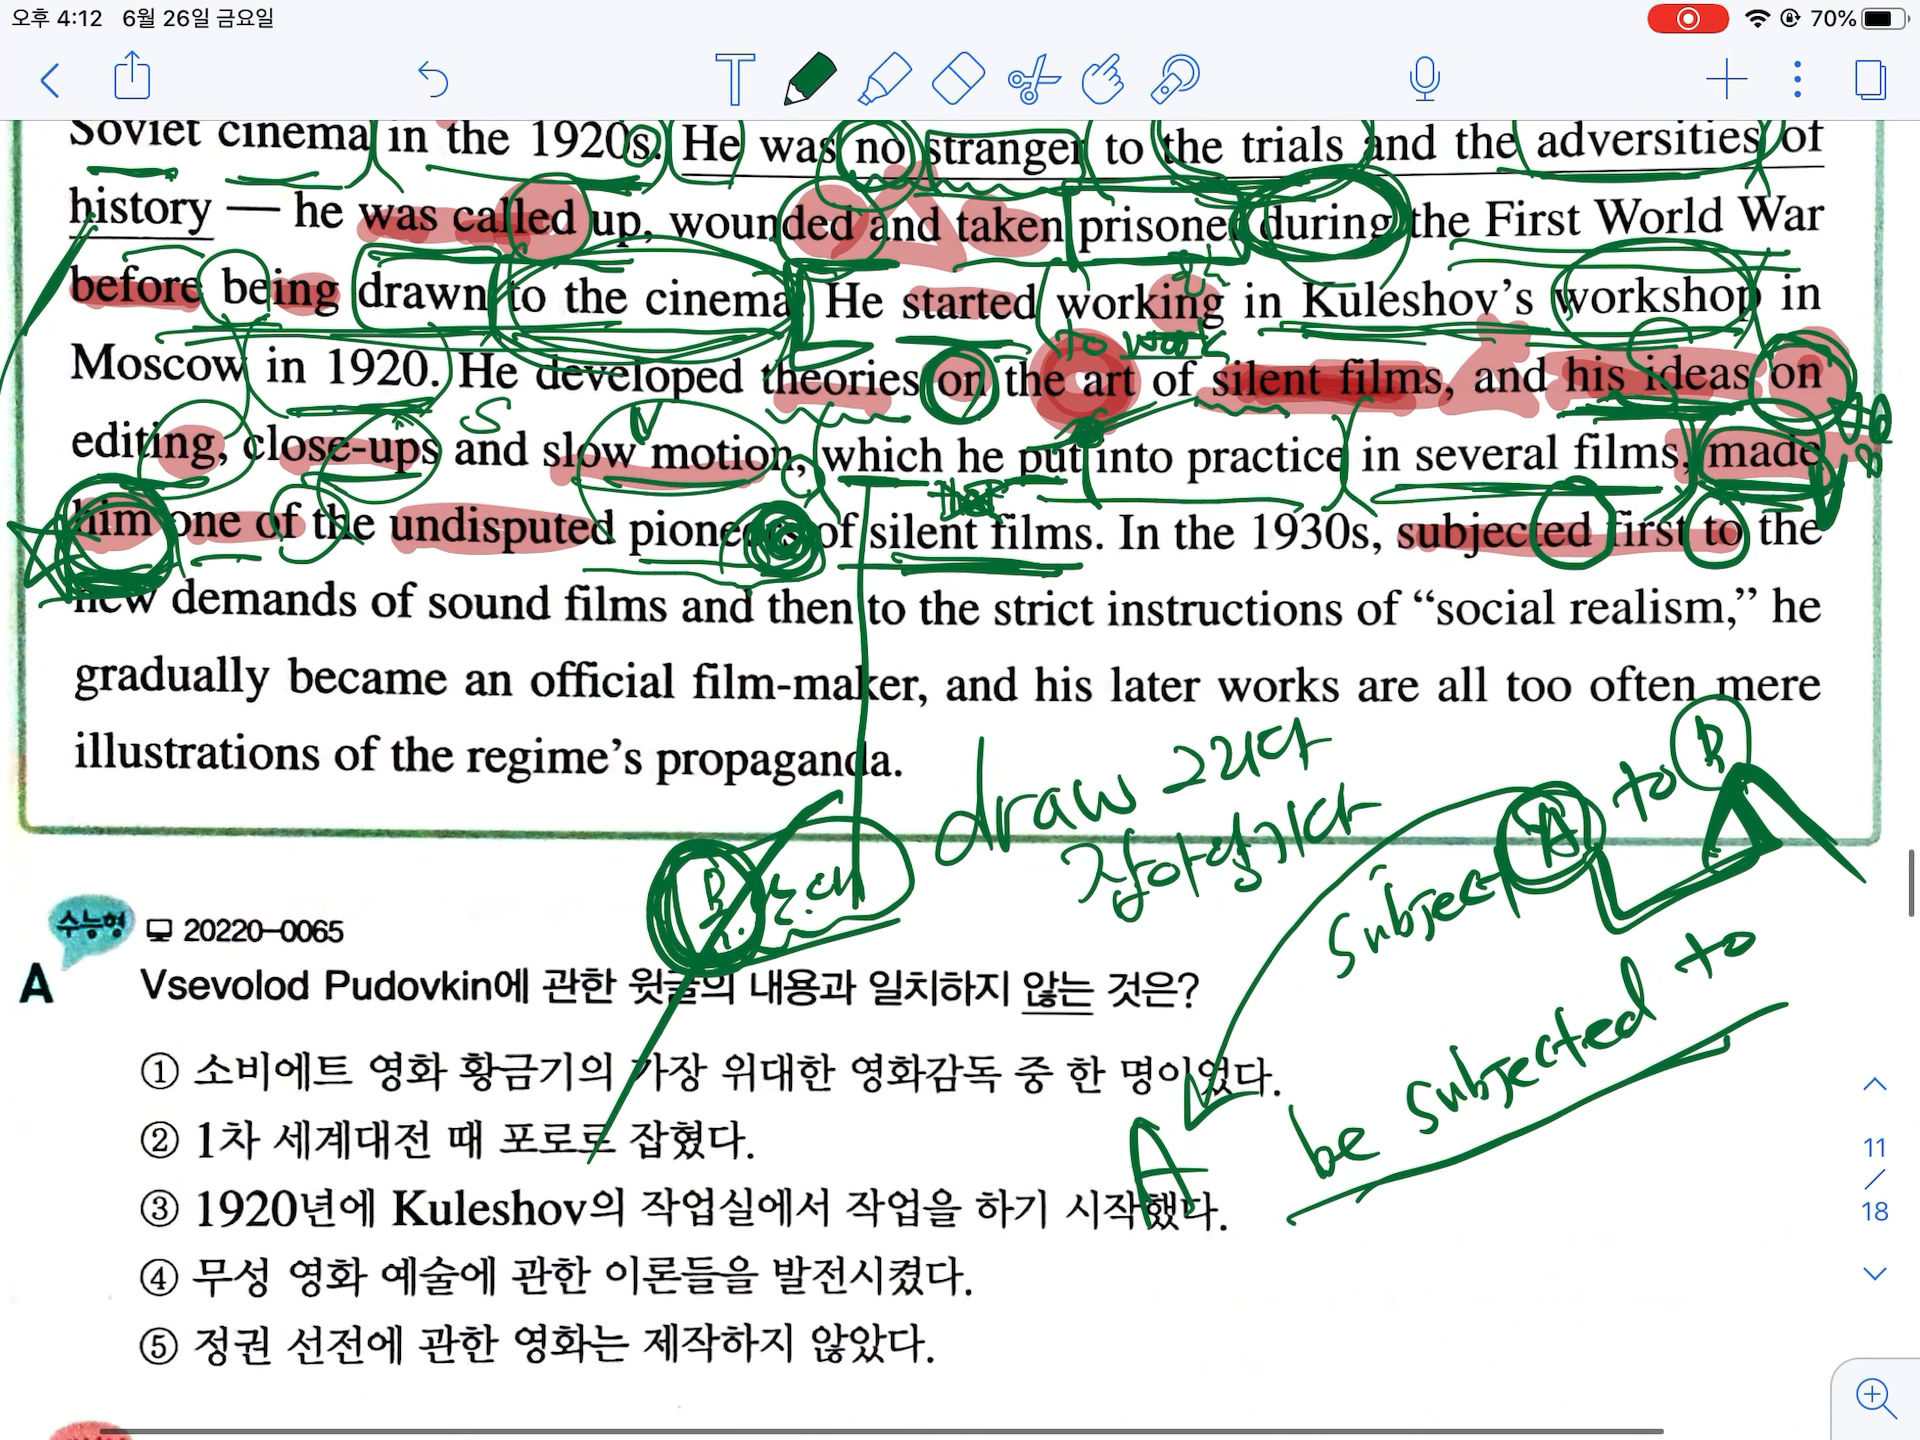 오후 4:12 6월 26일 금요일 70%
Soviet cinema in the 1920s. He was no stranger to the trials and the adversities of
history — he was called up, wounded and taken prisoner during the First World War
before being drawn to the cinema. He started working in Kuleshov's workshop in
to work
Moscow in 1920. He developed theories on the art of silent films, and his ideas on
S V
editing, close-ups and slow motion, which he put into practice in several films, made
that
him one of the undisputed pioneers of silent films. In the 1930s, subjected first to the
new demands of sound films and then to the strict instructions of “social realism,” he
gradually became an official film-maker, and his later works are all too often mere
illustrations of the regime's propaganda.
draw 그리다
잡아당기다
subject A to B
be subjected to
A
수능형 20220-0065
A Vsevolod Pudovkin에 관한 윗글의 내용과 일치하지 않는 것은?
① 소비에트 영화 황금기의 가장 위대한 영화감독 중 한 명이었다.
② 1차 세계대전 때 포로로 잡혔다.
③ 1920년에 Kuleshov의 작업실에서 작업을 하기 시작했다.
④ 무성 영화 예술에 관한 이론들을 발전시켰다.
⑤ 정권 선전에 관한 영화는 제작하지 않았다.
11
/
18